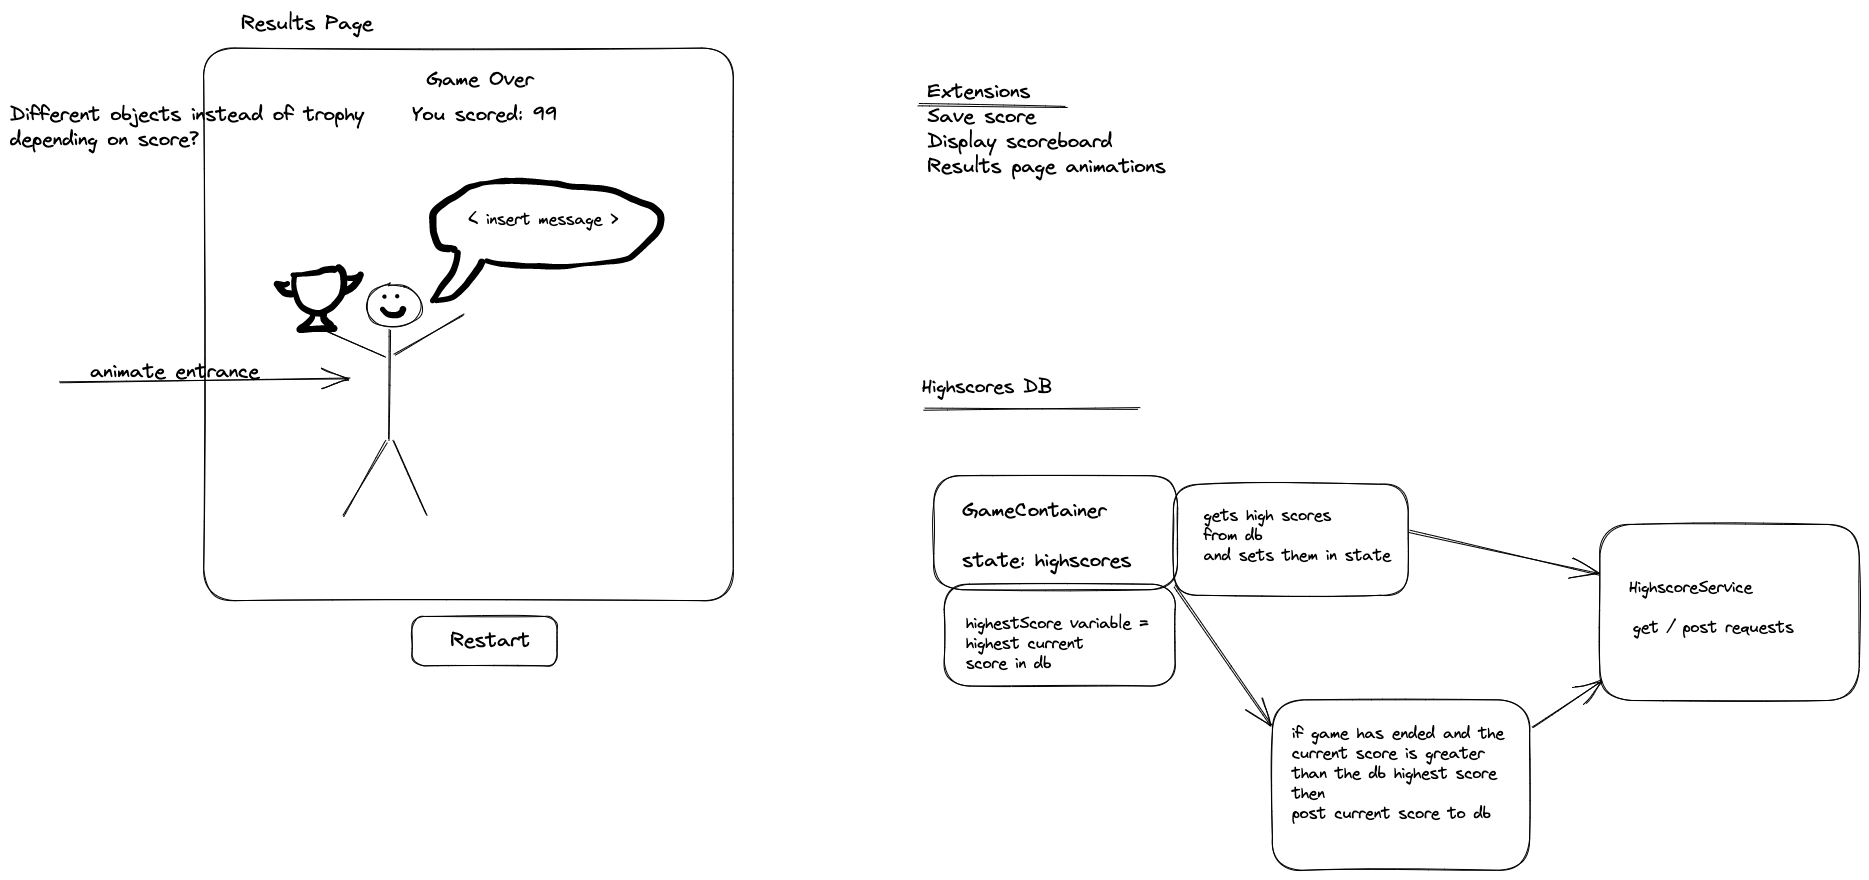 Results Page
Game Over
Different objects instead of trophy
depending on score?
You scored: 99
< insert message >
animate entrance
Restart
Extensions
Save score
Display scoreboard
Results page animations
Highscores DB
GameContainer
state: highscores
gets high scores
from db
and sets them in state
highestScore variable =
highest current
score in db
HighscoreService
get / post requests
if game has ended and the
current score is greater
than the db highest score
then
post current score to db